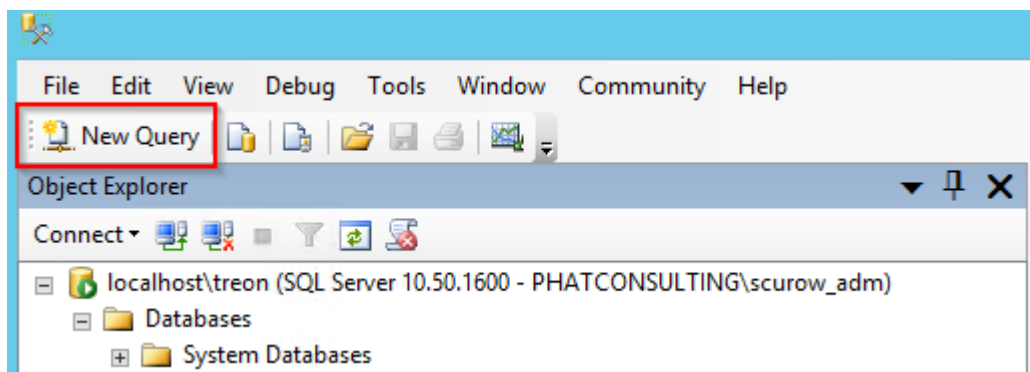 File Edit View Debug Tools Window Community Help
New Query
Object Explorer
Connect
localhost\treon (SQL Server 10.50.1600 - PHATCONSULTING\scurow_adm)
Databases
System Databases